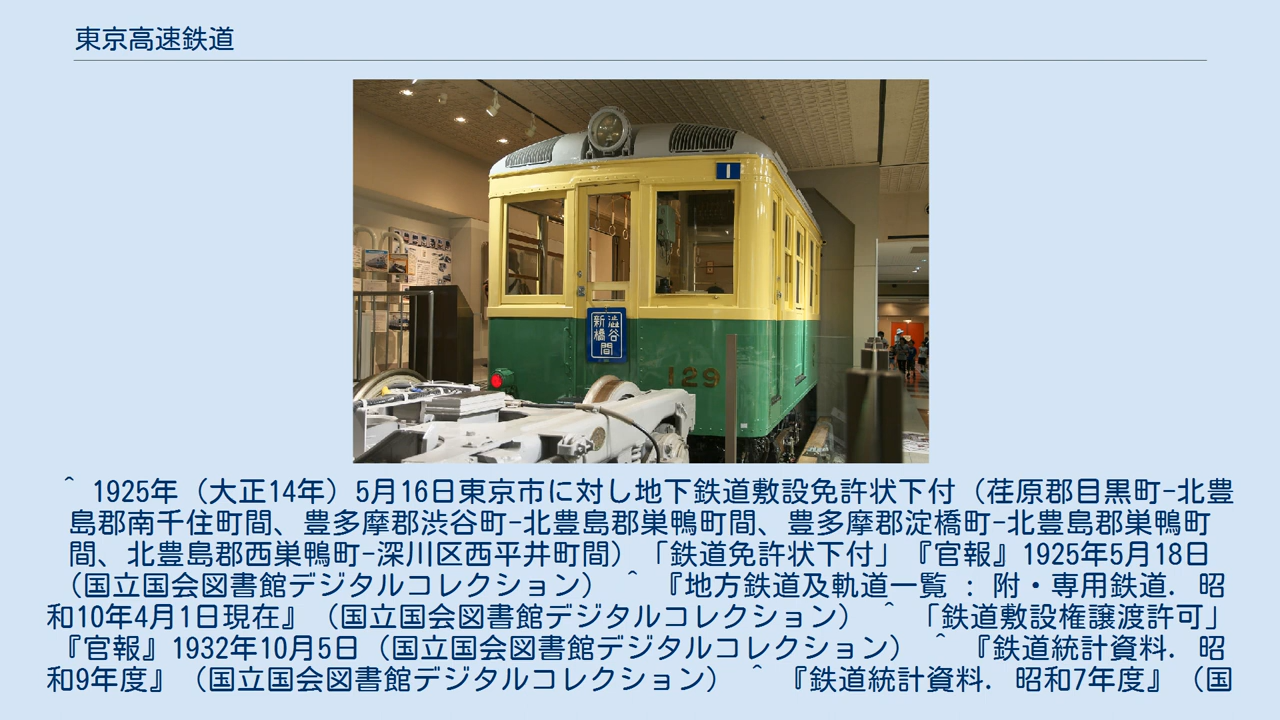 東京高速鉄道
1
澁谷
新橋
間
129
^ 1925年（大正14年）5月16日東京市に対し地下鉄道敷設免許状下付（荏原郡目黒町-北豊
島郡南千住町間、豊多摩郡渋谷町-北豊島郡巣鴨町間、豊多摩郡淀橋町-北豊島郡巣鴨町
間、北豊島郡西巣鴨町-深川区西平井町間）「鉄道免許状下付」『官報』1925年5月18日
（国立国会図書館デジタルコレクション） ^ 『地方鉄道及軌道一覧 : 附・専用鉄道. 昭
和10年4月1日現在』（国立国会図書館デジタルコレクション） ^ 「鉄道敷設権譲渡許可」
『官報』1932年10月5日（国立国会図書館デジタルコレクション） ^ 『鉄道統計資料. 昭
和9年度』（国立国会図書館デジタルコレクション） ^ 『鉄道統計資料. 昭和7年度』（国